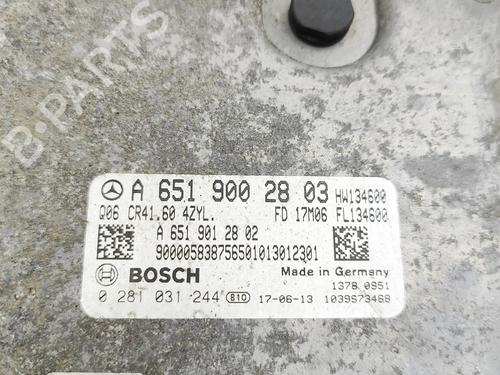 B-PARTS
A 651 900 28 03 HW134600
Q06 CR41.60 4ZYL. FD 17M06 FL134600
A 651 901 28 02
900005838756501013012301
BOSCH Made in Germany
1378 0951
0 281 031 244 810 17-06-13 1039S73468